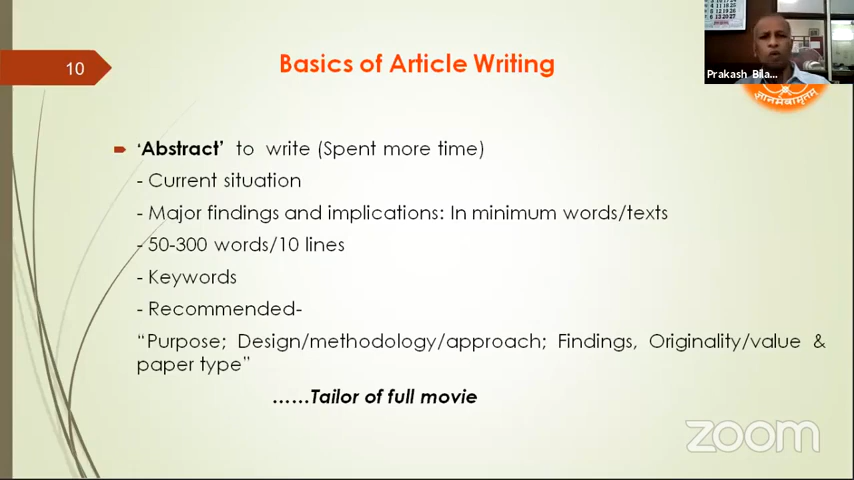 10
Basics of Article Writing
Prakash Bila...
ज्ञानमेवामृतम्
‘Abstract’ to write (Spent more time)
- Current situation
- Major findings and implications: In minimum words/texts
- 50-300 words/10 lines
- Keywords
- Recommended-
“Purpose; Design/methodology/approach; Findings, Originality/value &
paper type”
……Tailor of full movie
zoom